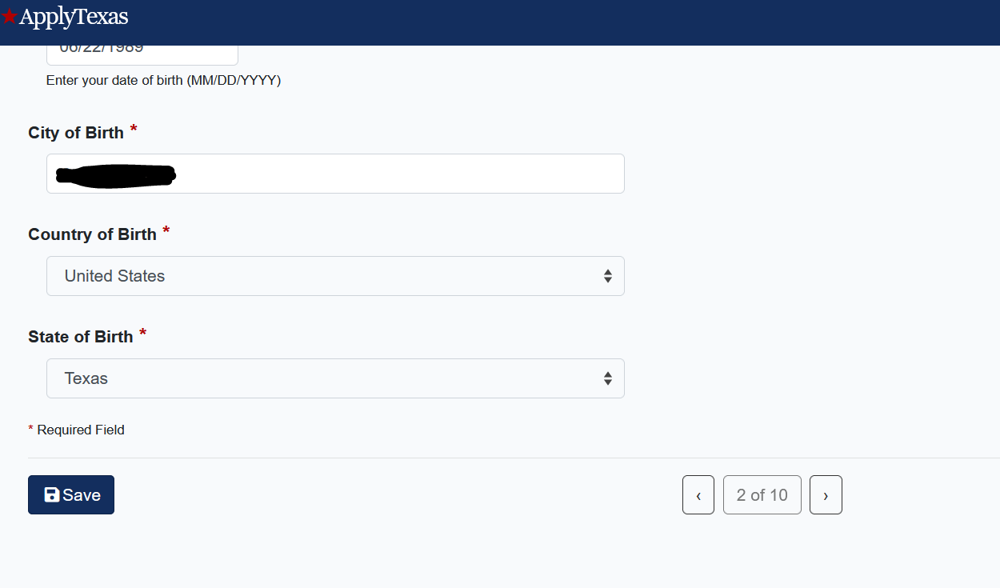 ApplyTexas
06/22/1989
Enter your date of birth (MM/DD/YYYY)
City of Birth *
Country of Birth *
United States
State of Birth *
Texas
* Required Field
Save
‹ 2 of 10 ›